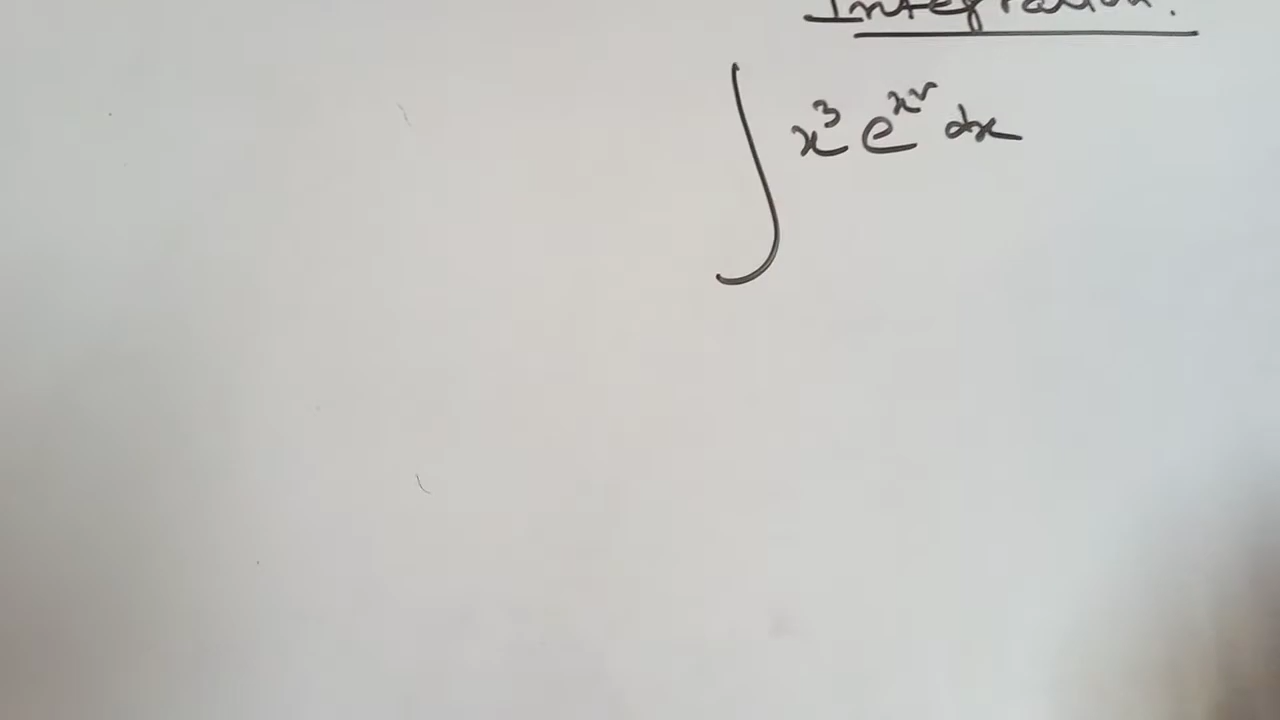 Integration.
∫ x³ e^{x²} dx